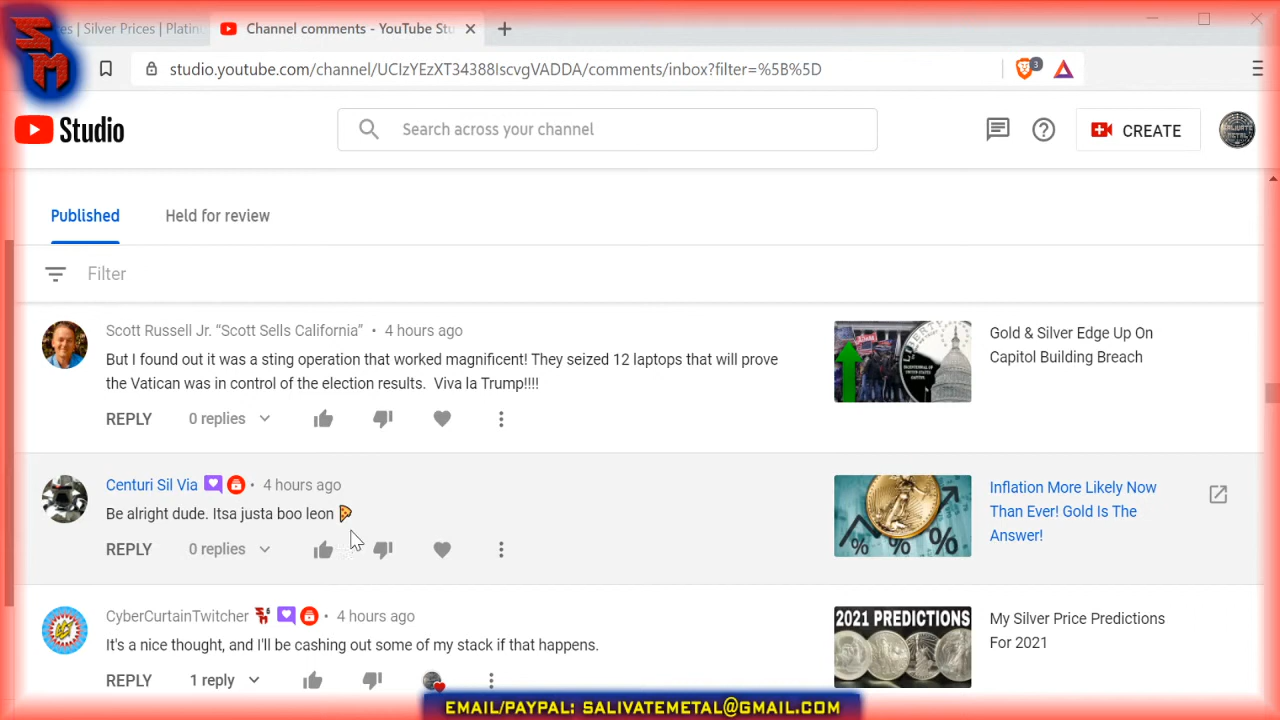 es | Silver Prices | Platinu
Channel comments - YouTube Stu
studio.youtube.com/channel/UCIzYEzXT34388lscvgVADDA/comments/inbox?filter=%5B%5D
3
SM
Studio
Search across your channel
CREATE
Published
Held for review
Filter
Scott Russell Jr. “Scott Sells California” • 4 hours ago
But I found out it was a sting operation that worked magnificent! They seized 12 laptops that will prove
the Vatican was in control of the election results. Viva la Trump!!!!
REPLY 0 replies
Gold & Silver Edge Up On
Capitol Building Breach
LIBERTY
Centuri Sil Via • 4 hours ago
Be alright dude. Itsa justa boo leon
REPLY 0 replies
Inflation More Likely Now
Than Ever! Gold Is The
Answer!
% % %
CyberCurtainTwitcher • 4 hours ago
It's a nice thought, and I'll be cashing out some of my stack if that happens.
REPLY 1 reply
2021 PREDICTIONS
My Silver Price Predictions
For 2021
EMAIL/PAYPAL: SALIVATEMETAL@GMAIL.COM